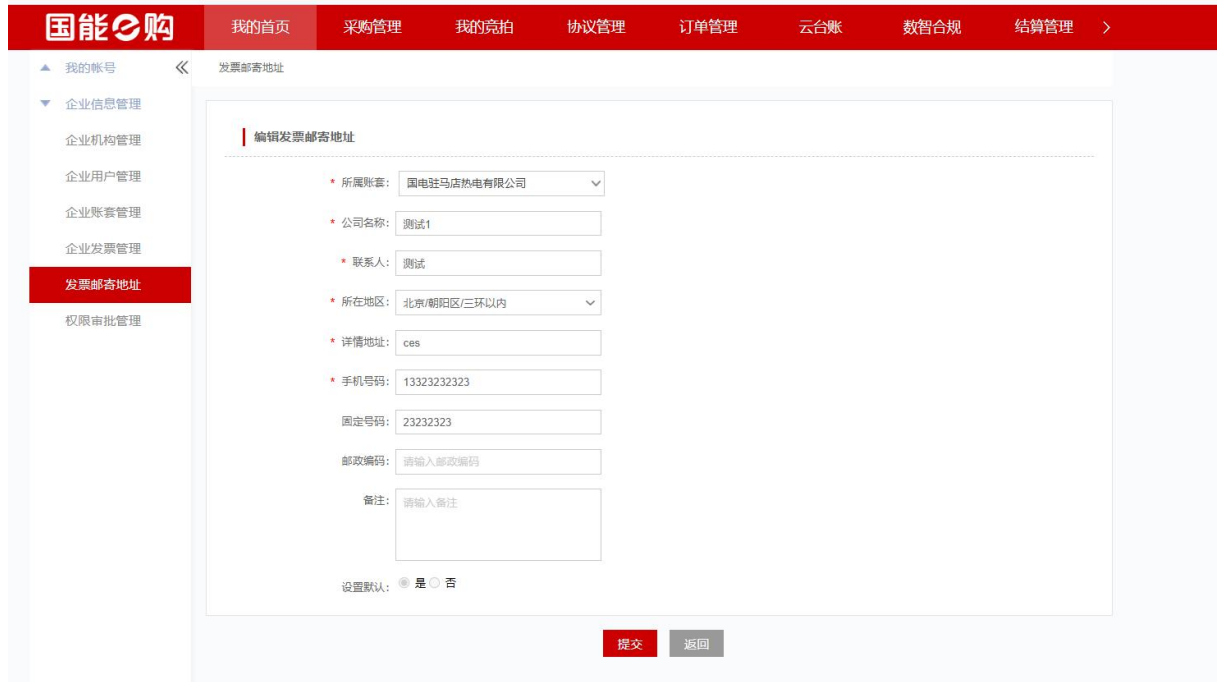 国能e购 我的首页 采购管理 我的竞拍 协议管理 订单管理 云台账 数智合规 结算管理
我的帐号 发票邮寄地址
企业信息管理
企业机构管理
企业用户管理
企业账套管理
企业发票管理
发票邮寄地址
权限审批管理
编辑发票邮寄地址
* 所属账套: 国电驻马店热电有限公司
* 公司名称: 测试1
* 联系人: 测试
* 所在地区: 北京/朝阳区/三环以内
* 详情地址: ces
* 手机号码: 13323232323
固定号码: 23232323
邮政编码: 请输入邮政编码
备注: 请输入备注
设置默认: 是 否
提交 返回